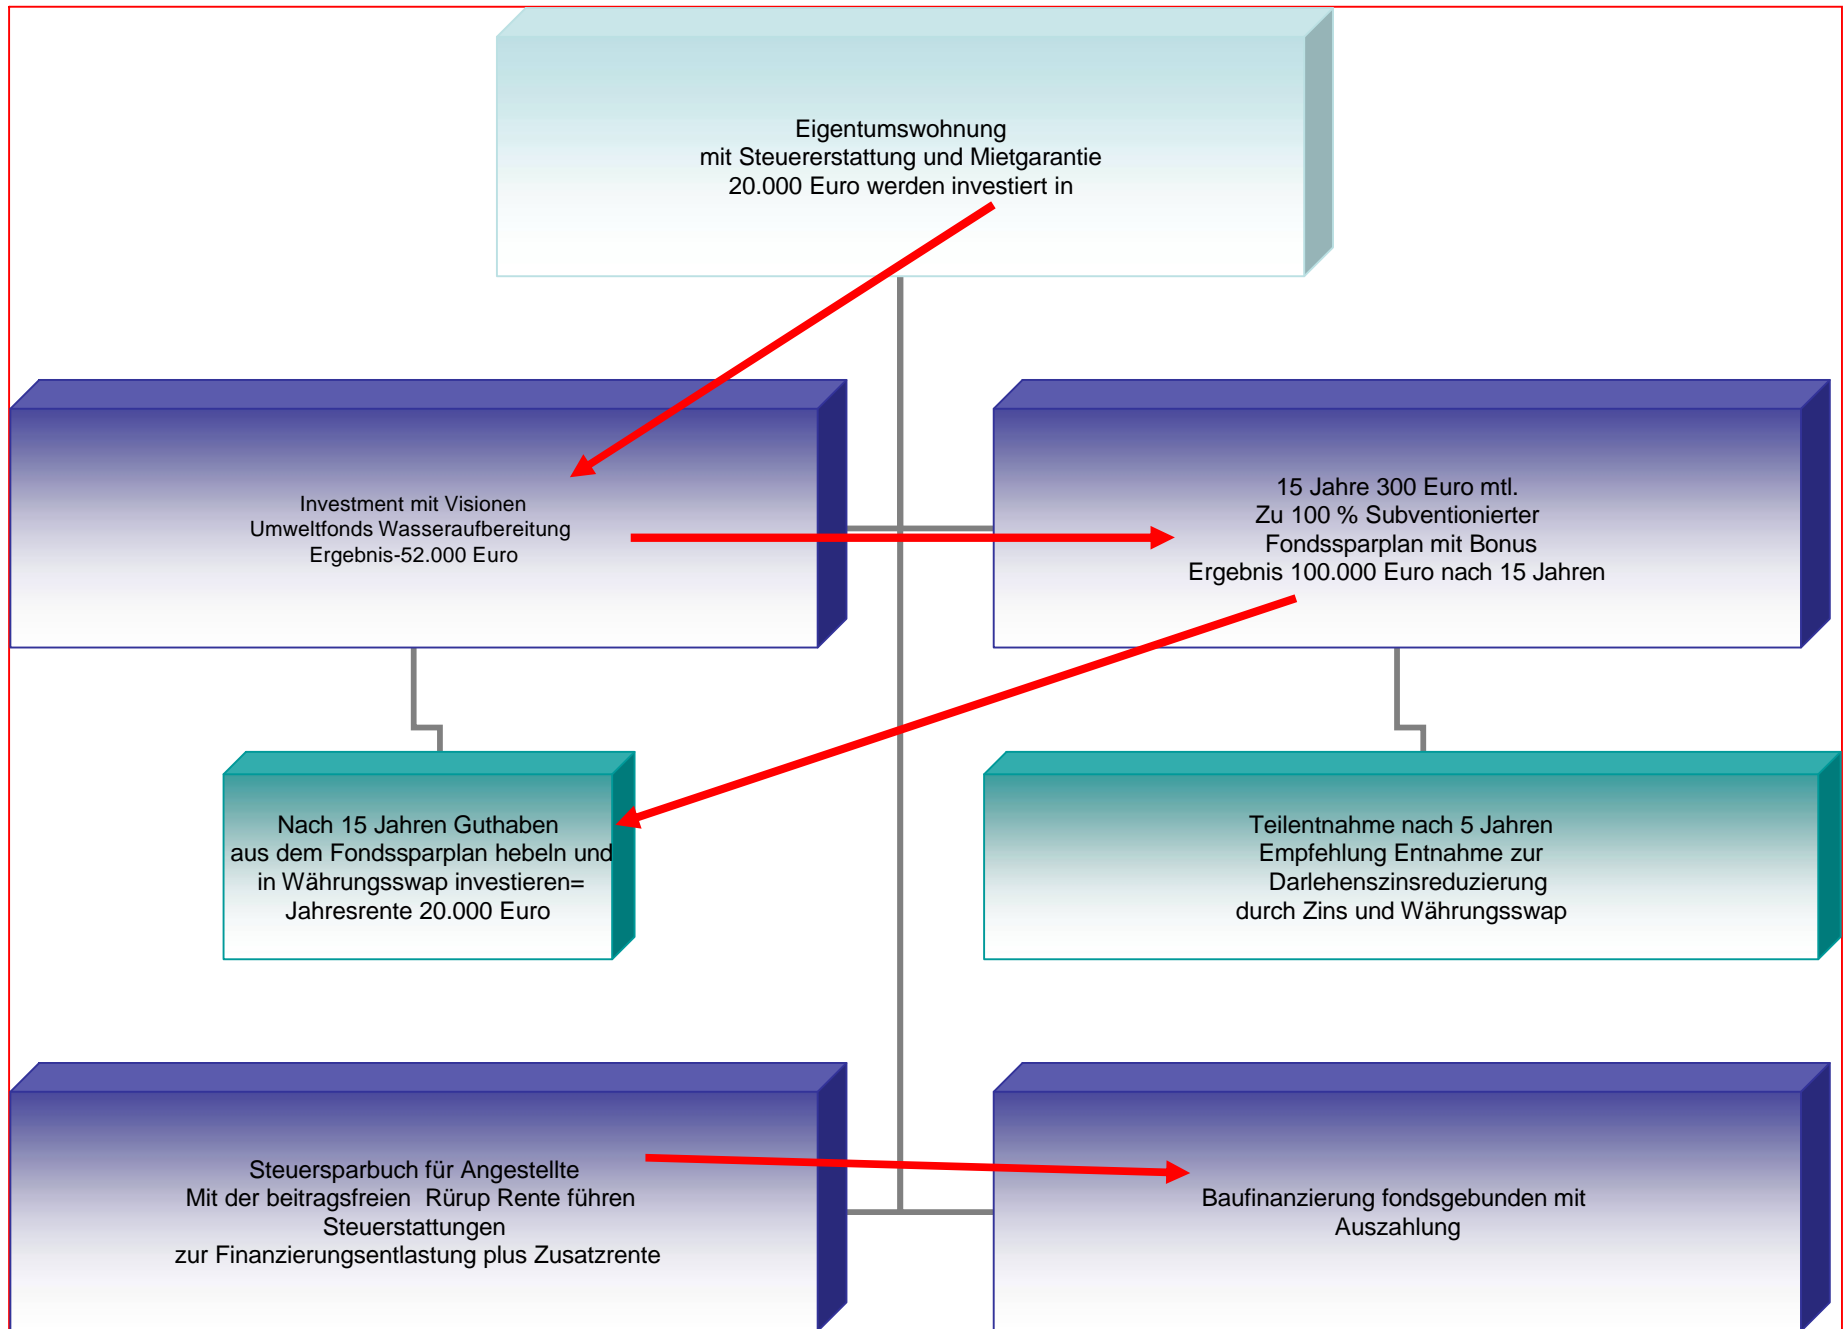 Eigentumswohnung
mit Steuererstattung und Mietgarantie
20.000 Euro werden investiert in
Investment mit Visionen
Umweltfonds Wasseraufbereitung
Ergebnis-52.000 Euro
15 Jahre 300 Euro mtl.
Zu 100 % Subventionierter
Fondssparplan mit Bonus
Ergebnis 100.000 Euro nach 15 Jahren
Nach 15 Jahren Guthaben
aus dem Fondssparplan hebeln und
in Währungsswap investieren=
Jahresrente 20.000 Euro
Teilentnahme nach 5 Jahren
Empfehlung Entnahme zur
Darlehenszinsreduzierung
durch Zins und Währungsswap
Steuersparbuch für Angestellte
Mit der beitragsfreien Rürup Rente führen
Steuerstattungen
zur Finanzierungsentlastung plus Zusatzrente
Baufinanzierung fondsgebunden mit
Auszahlung